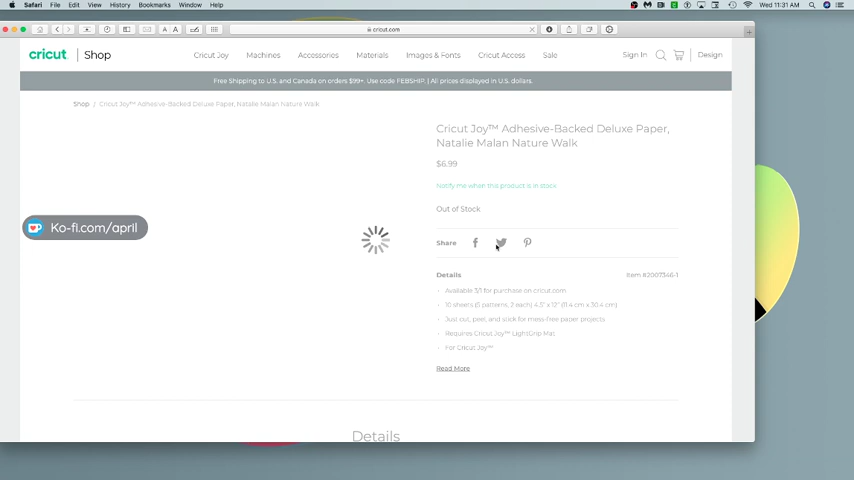 Safari File Edit View History Bookmarks Window Help Wed 11:31 AM
cricut.com
cricut Shop Cricut Joy Machines Accessories Materials Images & Fonts Cricut Access Sale Sign In Design
Free Shipping to U.S. and Canada on orders $99+. Use code FEBSHIP. | All prices displayed in U.S. dollars.
Shop / Cricut Joy™ Adhesive-Backed Deluxe Paper, Natalie Malan Nature Walk
Cricut Joy™ Adhesive-Backed Deluxe Paper,
Natalie Malan Nature Walk
$6.99
Notify me when this product is in stock
Out of Stock
Ko-fi.com/april
Share
Details Item #2007346-1
Available 3/1 for purchase on cricut.com
10 sheets (5 patterns, 2 each) 4.5" x 12" (11.4 cm x 30.4 cm)
Just cut, peel, and stick for mess-free paper projects
Requires Cricut Joy™ LightGrip Mat
For Cricut Joy™
Read More
Details